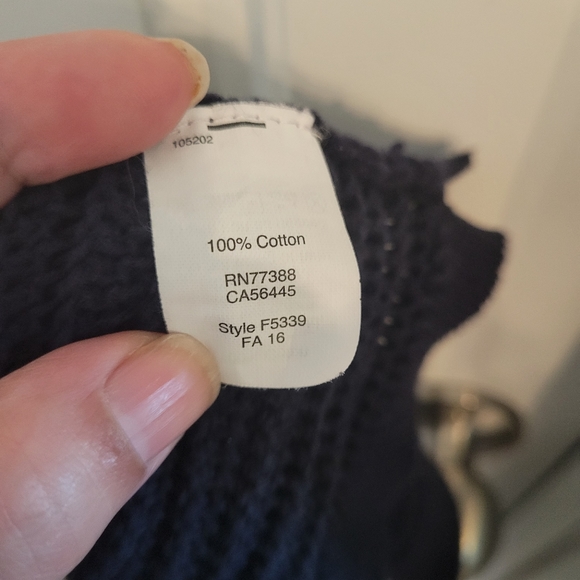 105202
100% Cotton
RN77388
CA56445
Style F5339
FA 16